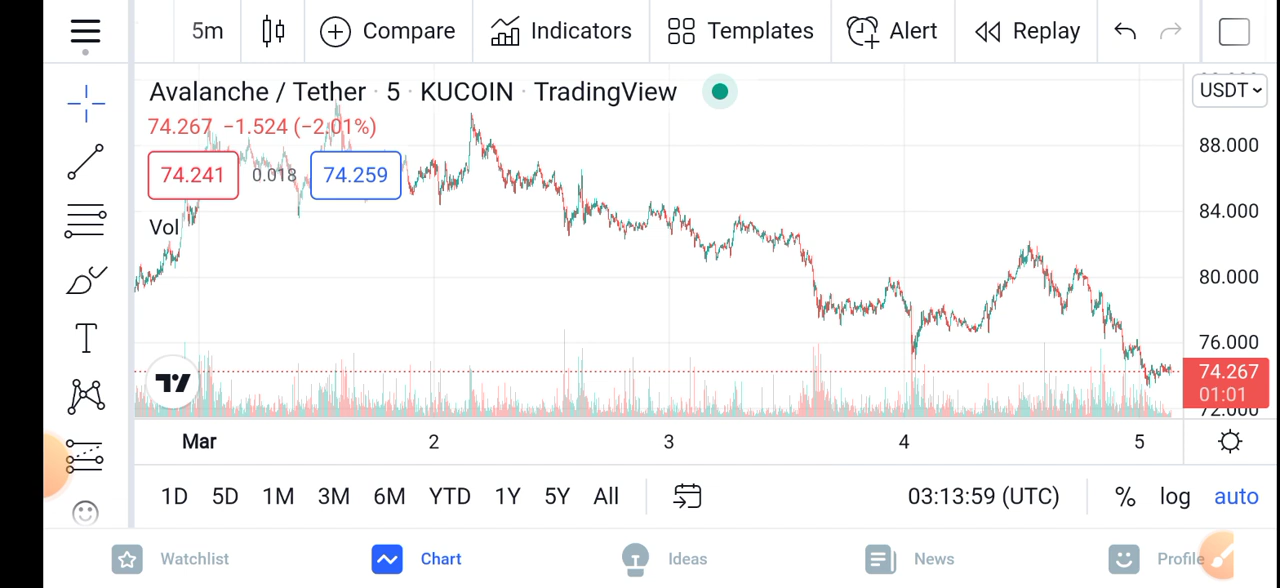 5m Compare Indicators Templates Alert Replay
Avalanche / Tether · 5 · KUCOIN · TradingView
USDT
74.267 −1.524 (−2.01%)
74.241 0.018 74.259
Vol
88.000
84.000
80.000
76.000
74.267
01:01
72.000
Mar 2 3 4 5
1D 5D 1M 3M 6M YTD 1Y 5Y All 03:13:59 (UTC) % log auto
Watchlist Chart Ideas News Profile